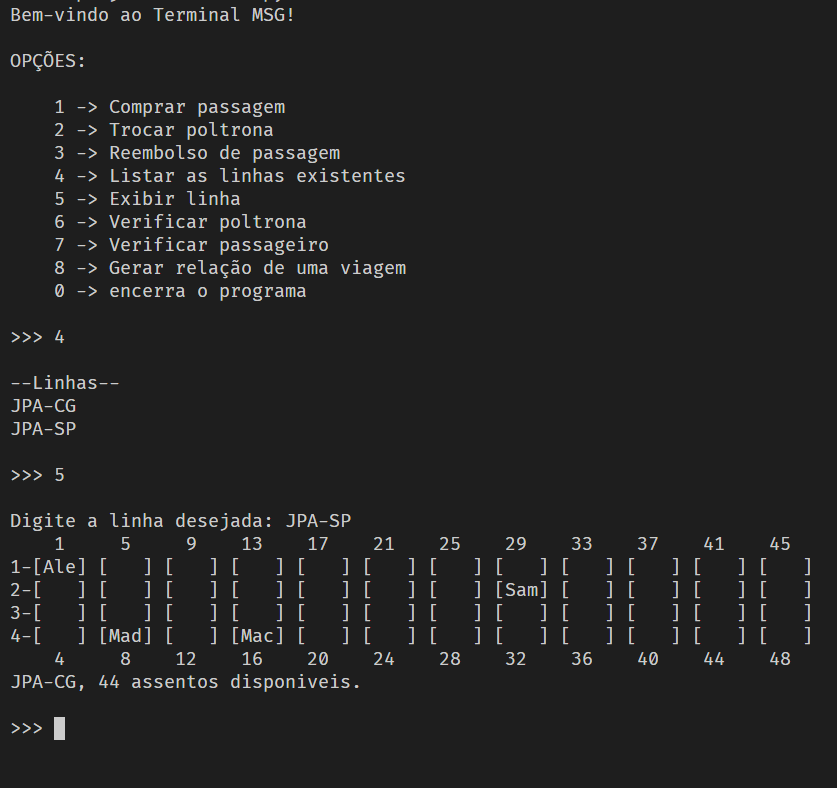 Bem-vindo ao Terminal MSG!
OPÇÕES:
1 -> Comprar passagem
2 -> Trocar poltrona
3 -> Reembolso de passagem
4 -> Listar as linhas existentes
5 -> Exibir linha
6 -> Verificar poltrona
7 -> Verificar passageiro
8 -> Gerar relação de uma viagem
0 -> encerra o programa
>>> 4
--Linhas--
JPA-CG
JPA-SP
>>> 5
Digite a linha desejada: JPA-SP
1 5 9 13 17 21 25 29 33 37 41 45
1-[Ale] [   ] [   ] [   ] [   ] [   ] [   ] [   ] [   ] [   ] [   ] [   ]
2-[   ] [   ] [   ] [   ] [   ] [   ] [   ] [Sam] [   ] [   ] [   ] [   ]
3-[   ] [   ] [   ] [   ] [   ] [   ] [   ] [   ] [   ] [   ] [   ] [   ]
4-[   ] [Mad] [   ] [Mac] [   ] [   ] [   ] [   ] [   ] [   ] [   ] [   ]
4 8 12 16 20 24 28 32 36 40 44 48
JPA-CG, 44 assentos disponiveis.
>>>